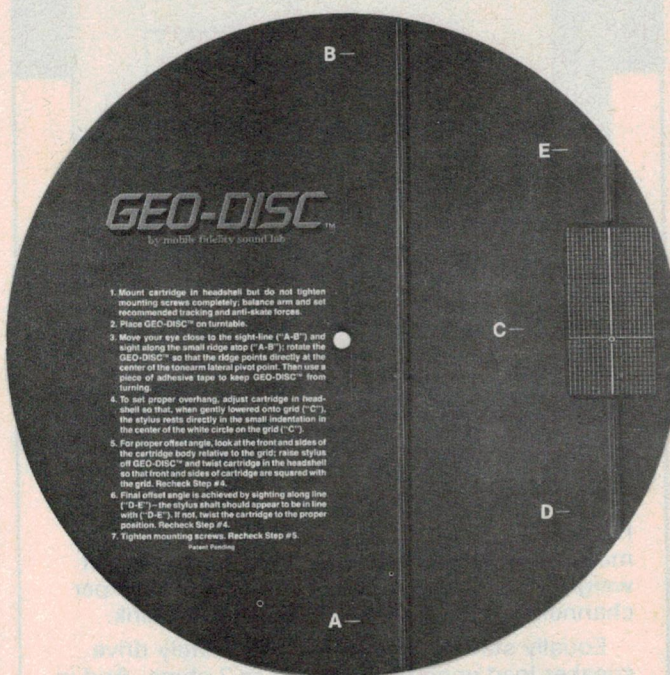 B
E
GEO-DISC™
by mobile fidelity sound lab
1. Mount cartridge in headshell but do not tighten
mounting screws completely; balance arm and set
recommended tracking and anti-skate forces.
2. Place GEO-DISC™ on turntable.
3. Move your eye close to the sight-line ("A-B") and
sight along the small ridge atop ("A-B"); rotate the
GEO-DISC™ so that the ridge points directly at the
center of the tonearm lateral pivot point. Then use a
piece of adhesive tape to keep GEO-DISC™ from
turning.
4. To set proper overhang, adjust cartridge in head-
shell so that, when gently lowered onto grid ("C"),
the stylus rests directly in the small indentation in
the center of the white circle on the grid ("C").
5. For proper offset angle, look at the front and sides of
the cartridge body relative to the grid; raise stylus
off GEO-DISC™ and twist cartridge in the headshell
so that front and sides of cartridge are squared with
the grid. Recheck Step #4.
6. Final offset angle is achieved by sighting along line
("D-E")—the stylus shaft should appear to be in line
with ("D-E"). If not, twist the cartridge to the proper
position. Recheck Step #4.
7. Tighten mounting screws. Recheck Step #5.
Patent Pending
C
D
A